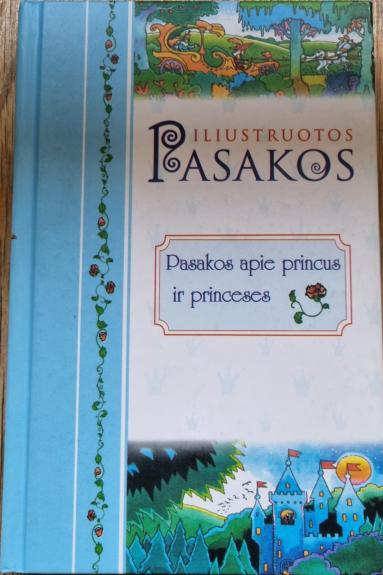 ILIUSTRUOTOS
PASAKOS
Pasakos apie princus
ir princeses